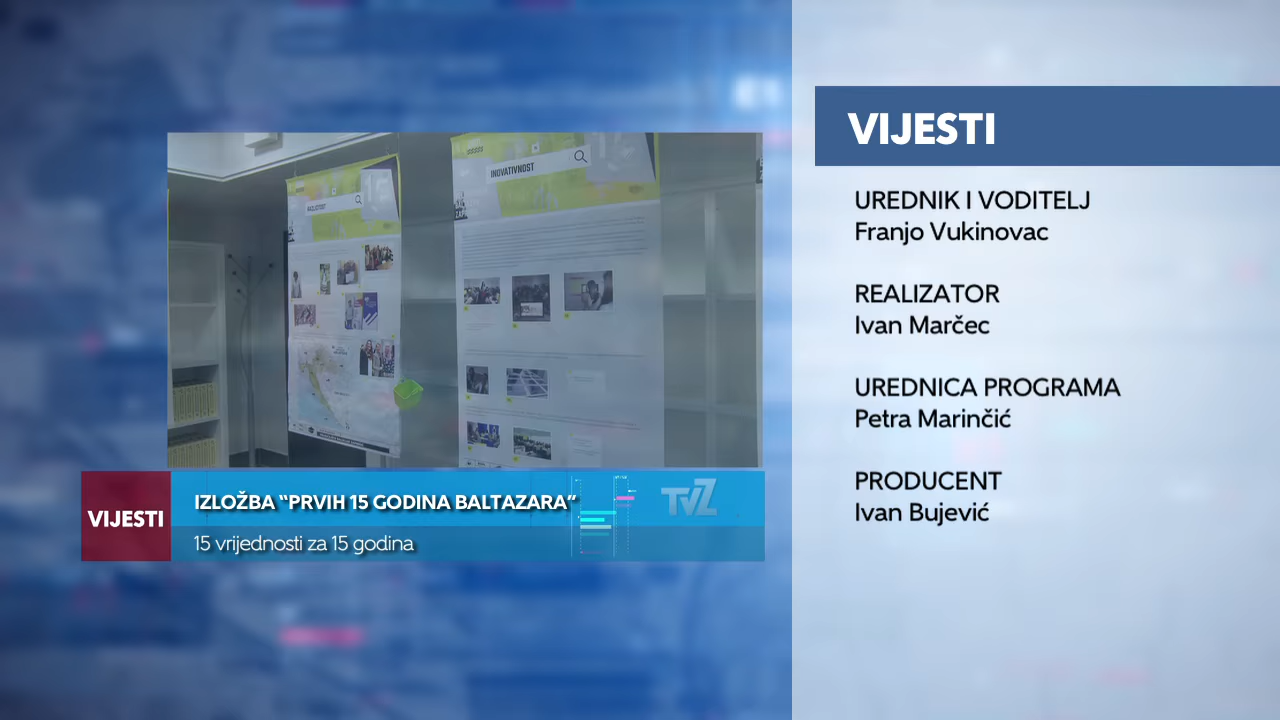 VIJESTI
UREDNIK I VODITELJ
Franjo Vukinovac
REALIZATOR
Ivan Marčec
UREDNICA PROGRAMA
Petra Marinčić
PRODUCENT
Ivan Bujević
INOVATIVNOST
VIJESTI
IZLOŽBA “PRVIH 15 GODINA BALTAZARA”
15 vrijednosti za 15 godina
TVZ